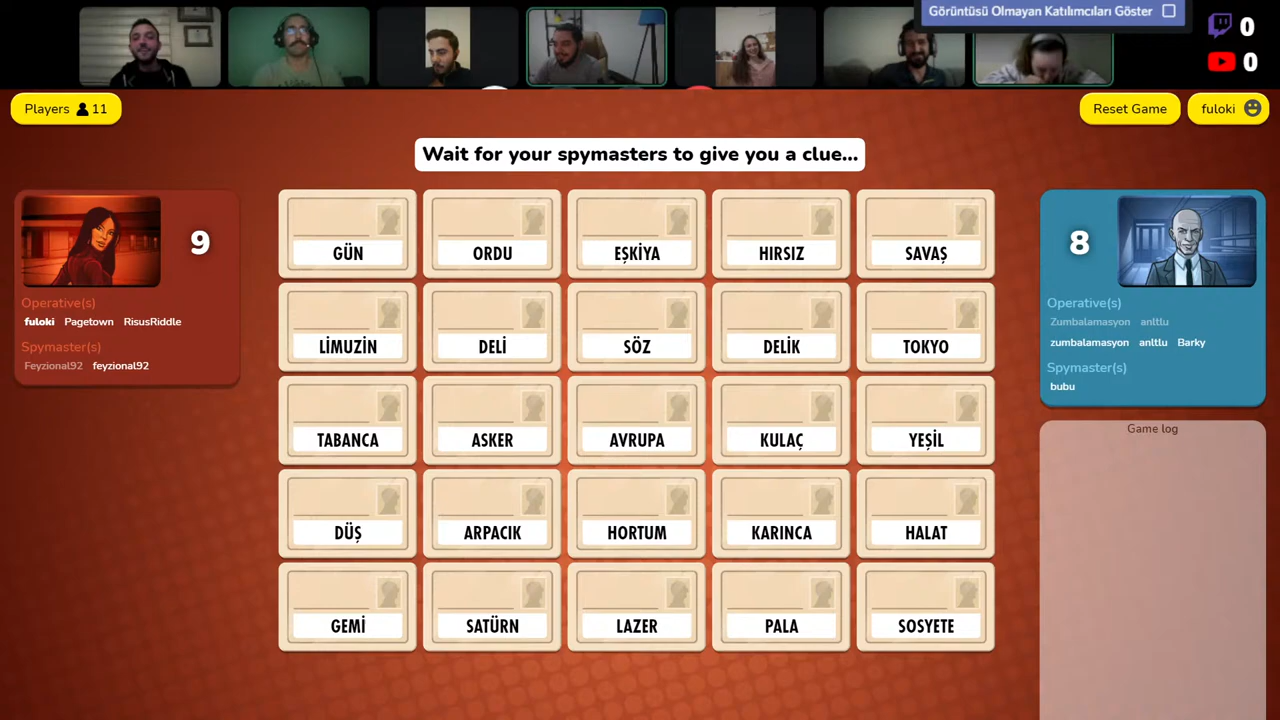 Görüntüsü Olmayan Katılımcıları Göster
0
0
Players 11
Reset Game
fuloki
Wait for your spymasters to give you a clue...
9
Operative(s)
fuloki Pagetown RisusRiddle
Spymaster(s)
Feyzional92 feyzional92
GÜN ORDU EŞKİYA HIRSIZ SAVAŞ
LİMUZİN DELİ SÖZ DELİK TOKYO
TABANCA ASKER AVRUPA KULAÇ YEŞİL
DÜŞ ARPACIK HORTUM KARINCA HALAT
GEMİ SATÜRN LAZER PALA SOSYETE
8
Operative(s)
Zumbalamasyon anlttu
zumbalamasyon anlttu Barky
Spymaster(s)
bubu
Game log